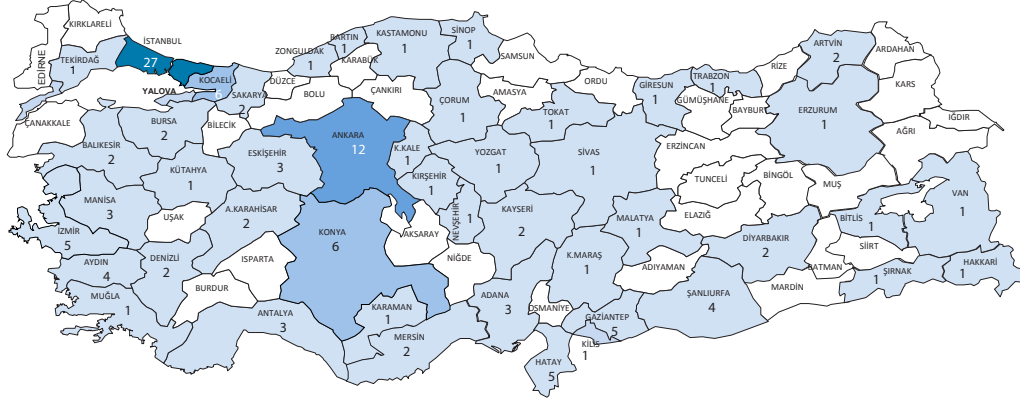 KIRKLARELİ
EDİRNE
TEKİRDAĞ
1
İSTANBUL
27
KOCAELİ
6
YALOVA
SAKARYA
2
DÜZCE
ZONGULDAK
1
BARTIN
1
KARABÜK
KASTAMONU
1
SİNOP
1
SAMSUN
BOLU
ÇANKIRI
ÇORUM
1
AMASYA
ORDU
TOKAT
1
GİRESUN
1
TRABZON
1
GÜMÜŞHANE
RİZE
ARTVİN
2
ARDAHAN
KARS
BAYBURT
ERZURUM
1
IĞDIR
AĞRI
ÇANAKKALE
BALIKESİR
2
BURSA
2
BİLECİK
ESKİŞEHİR
3
ANKARA
12
K.KALE
1
KIRŞEHİR
1
YOZGAT
1
SİVAS
1
ERZİNCAN
TUNCELİ
BİNGÖL
MUŞ
VAN
1
BİTLİS
1
KÜTAHYA
1
MANİSA
3
UŞAK
A.KARAHİSAR
2
KONYA
6
AKSARAY
NEVŞEHİR
1
KAYSERİ
2
MALATYA
1
ELAZIĞ
DİYARBAKIR
2
BATMAN
SİİRT
ŞIRNAK
1
HAKKARİ
1
İZMİR
5
AYDIN
4
DENİZLİ
2
ISPARTA
BURDUR
MUĞLA
1
ANTALYA
3
KARAMAN
1
MERSİN
2
NİĞDE
ADANA
3
OSMANİYE
K.MARAŞ
1
ADIYAMAN
GAZİANTEP
5
KİLİS
1
HATAY
5
ŞANLIURFA
4
MARDİN